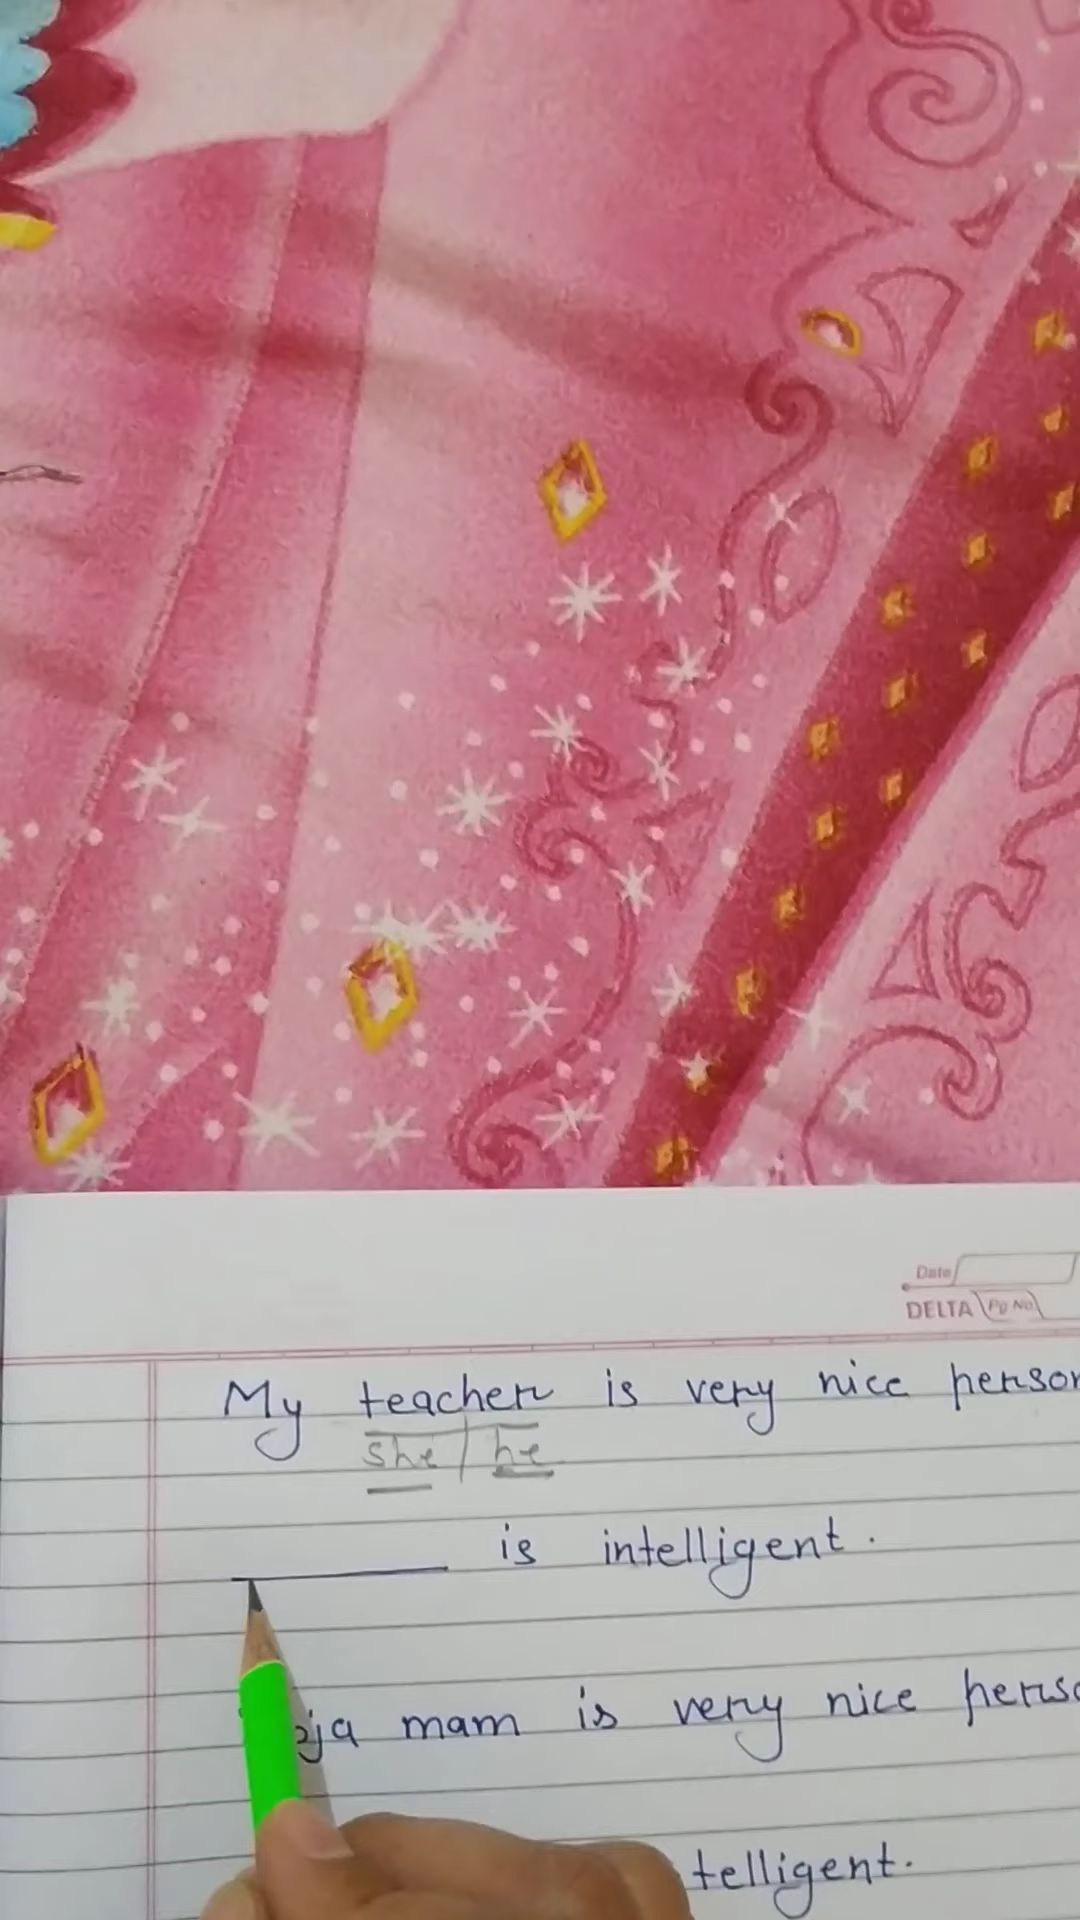 Date
DELTA Pg No
My teacher is very nice person
she / he
is intelligent.
mam is very nice
telligent.